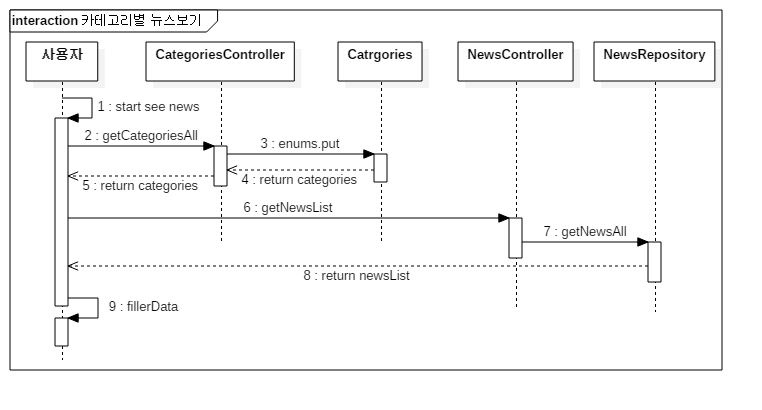 interaction 카테고리별 뉴스보기
사용자
CategoriesController
Catrgories
NewsController
NewsRepository
1 : start see news
2 : getCategoriesAll
3 : enums.put
4 : return categories
5 : return categories
6 : getNewsList
7 : getNewsAll
8 : return newsList
9 : fillerData